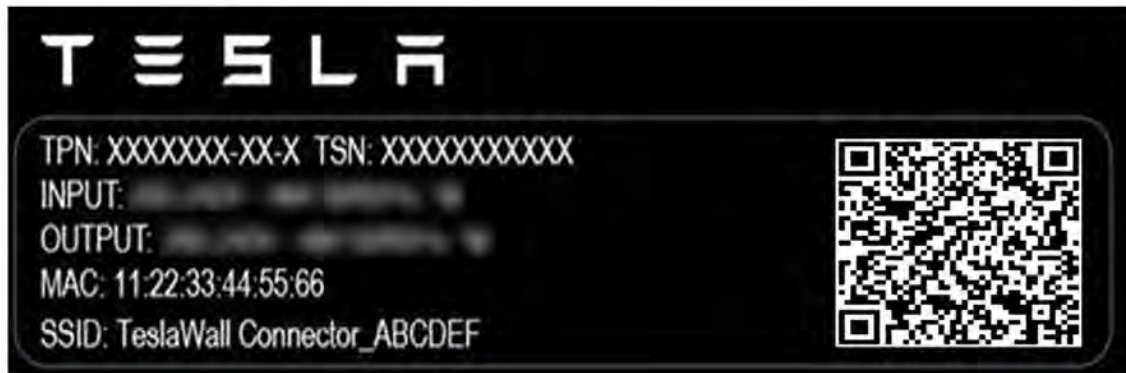 TESLA
TPN: XXXXXXX-XX-X TSN: XXXXXXXXXXX
INPUT:
OUTPUT:
MAC: 11:22:33:44:55:66
SSID: TeslaWall Connector_ABCDEF